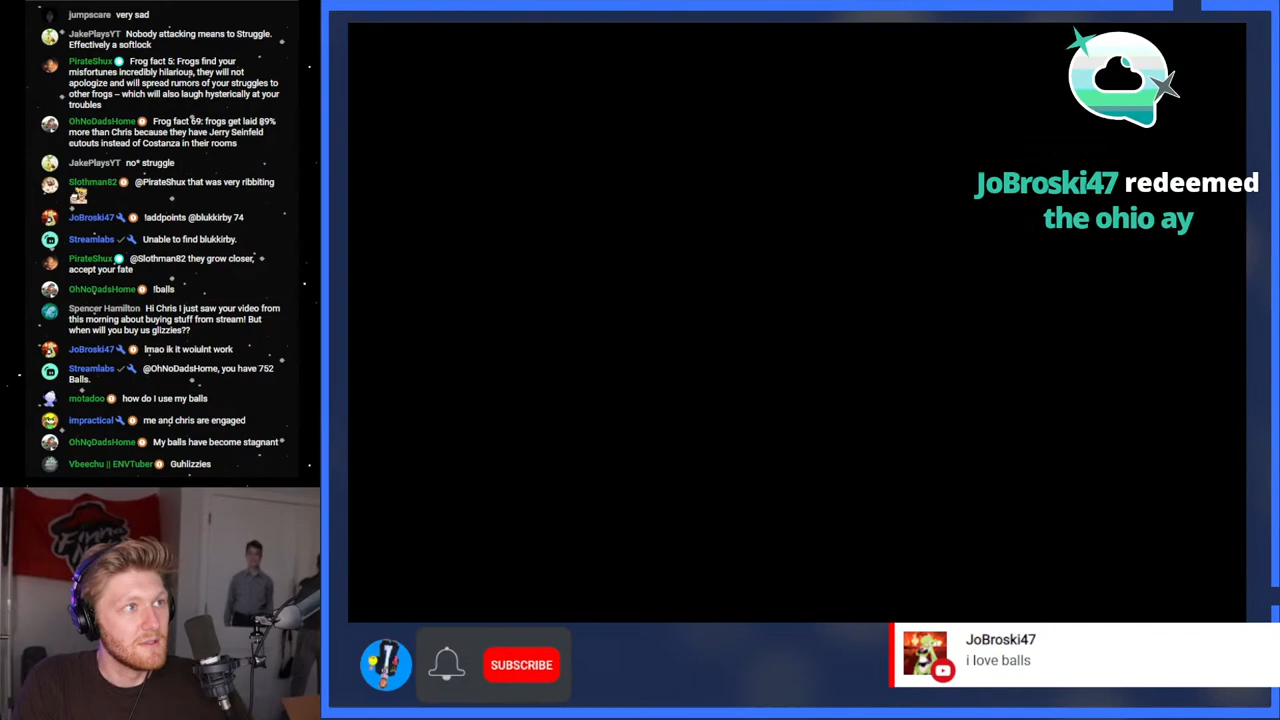 jumpscare very sad
JakePlaysYT Nobody attacking means to Struggle.
Effectively a softlock
PirateShux Frog fact 5: Frogs find your
misfortunes incredibly hilarious, they will not
apologize and will spread rumors of your struggles to
other frogs – which will also laugh hysterically at your
troubles
OhNoDadsHome Frog fact 69: frogs get laid 89%
more than Chris because they have Jerry Seinfeld
cutouts instead of Costanza in their rooms
JakePlaysYT no* struggle
Slothman82 @PirateShux that was very ribbiting
JoBroski47 !addpoints @blukkirby 74
Streamlabs Unable to find blukkirby.
PirateShux @Slothman82 they grow closer,
accept your fate
OhNoDadsHome !balls
Spencer Hamilton Hi Chris I just saw your video from
this morning about buying stuff from stream! But
when will you buy us glizzies??
JoBroski47 lmao ik it woiulnt work
Streamlabs @OhNoDadsHome, you have 752
Balls.
motadoo how do I use my balls
impractical me and chris are engaged
OhNoDadsHome My balls have become stagnant
Vbeechu || ENVTuber Guhlizzies
JoBroski47 redeemed
the ohio ay
SUBSCRIBE
JoBroski47
i love balls